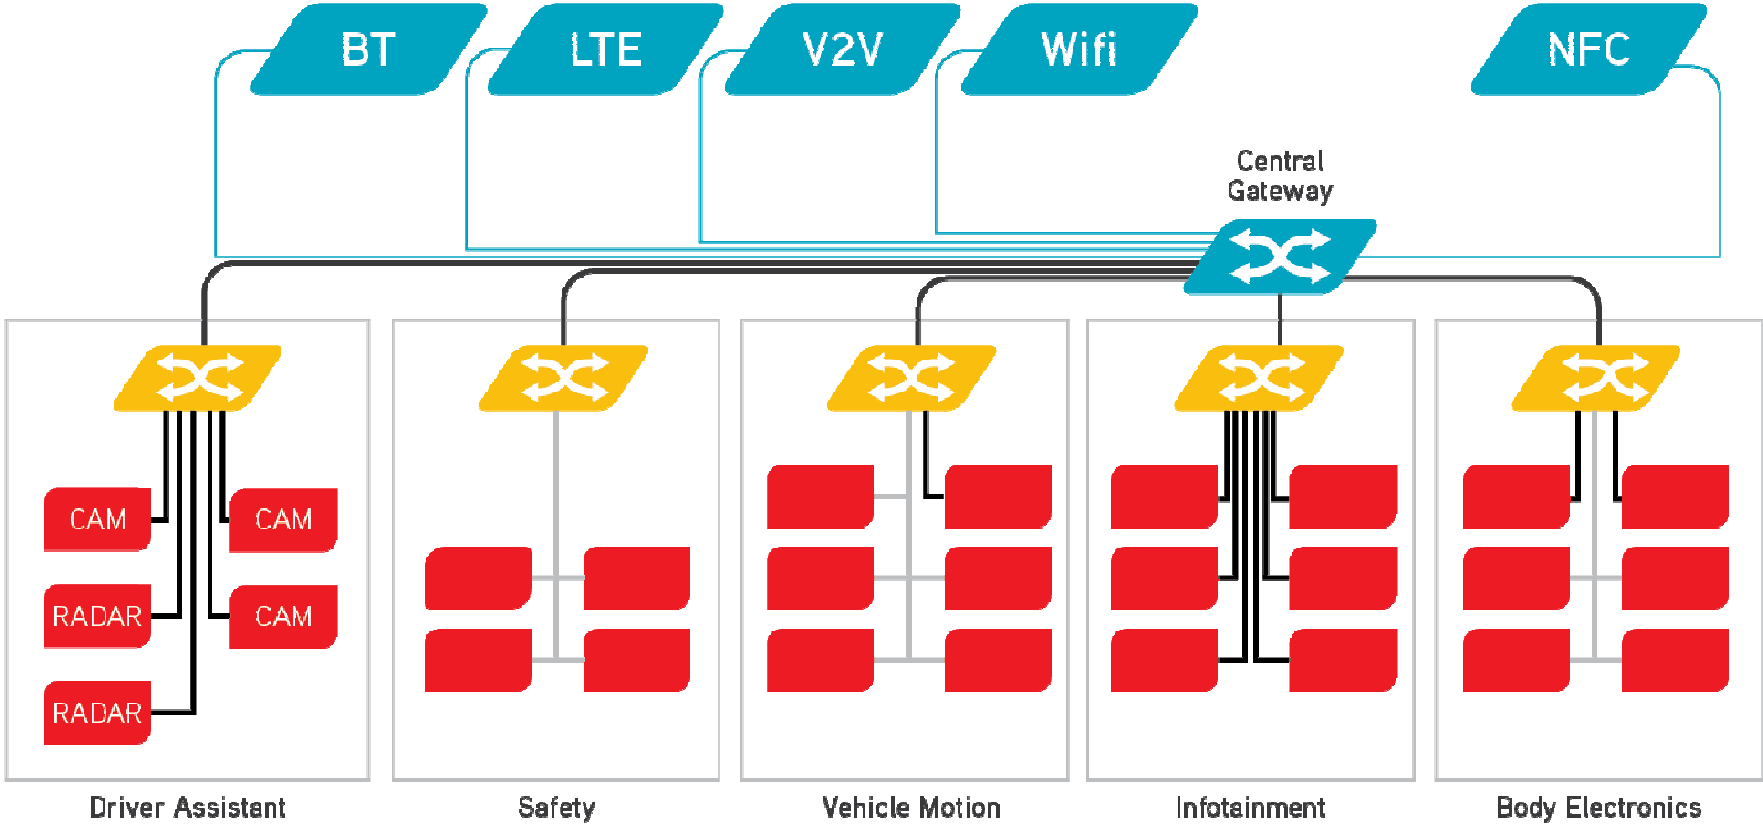 BT
LTE
V2V
Wifi
NFC
Central
Gateway
CAM
CAM
RADAR
CAM
RADAR
Driver Assistant
Safety
Vehicle Motion
Infotainment
Body Electronics